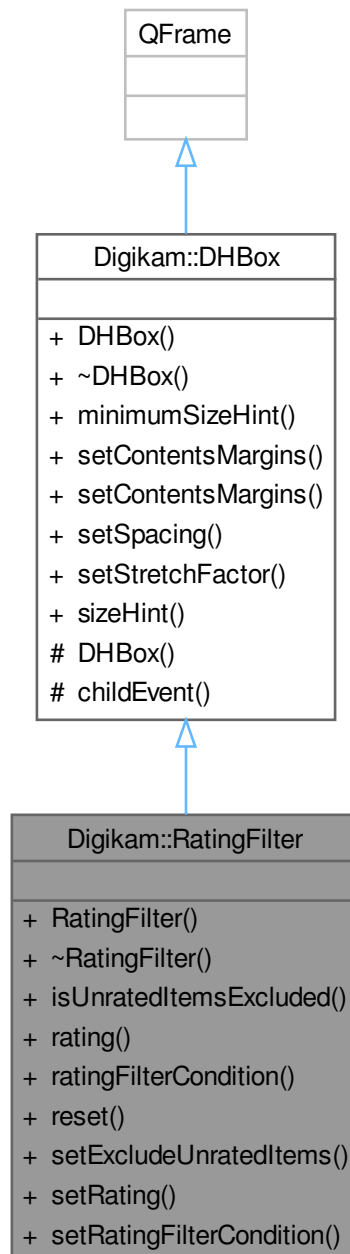 QFrame
Digikam::DHBox
+ DHBox()
+ ~DHBox()
+ minimumSizeHint()
+ setContentsMargins()
+ setContentsMargins()
+ setSpacing()
+ setStretchFactor()
+ sizeHint()
# DHBox()
# childEvent()
Digikam::RatingFilter
+ RatingFilter()
+ ~RatingFilter()
+ isUnratedItemsExcluded()
+ rating()
+ ratingFilterCondition()
+ reset()
+ setExcludeUnratedItems()
+ setRating()
+ setRatingFilterCondition()